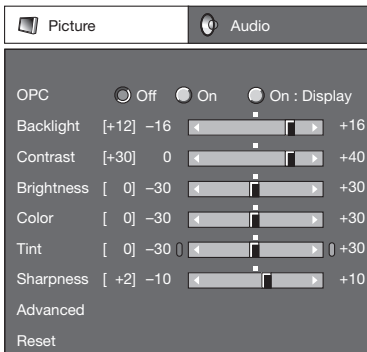 Picture Audio
OPC Off On On : Display
Backlight [+12] –16 +16
Contrast [+30] 0 +40
Brightness [ 0] –30 +30
Color [ 0] –30 +30
Tint [ 0] –30 +30
Sharpness [ +2] –10 +10
Advanced
Reset